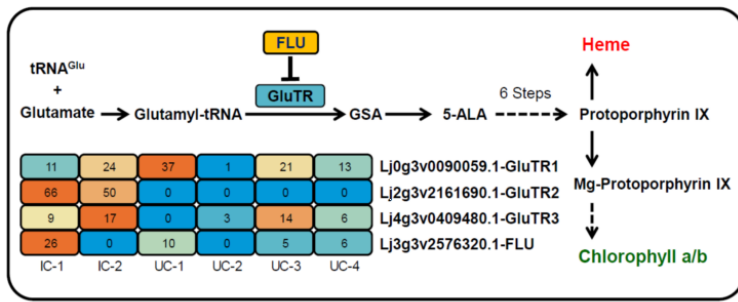 FLU
Heme
tRNAGlu
+
Glutamate
Glutamyl-tRNA
GluTR
GSA
5-ALA
6 Steps
Protoporphyrin IX
11 24 37 1 21 13 Lj0g3v0090059.1-GluTR1
66 50 0 0 0 0 Lj2g3v2161690.1-GluTR2
Mg-Protoporphyrin IX
9 17 0 3 14 6 Lj4g3v0409480.1-GluTR3
26 0 10 0 5 6 Lj3g3v2576320.1-FLU
Chlorophyll a/b
IC-1 IC-2 UC-1 UC-2 UC-3 UC-4